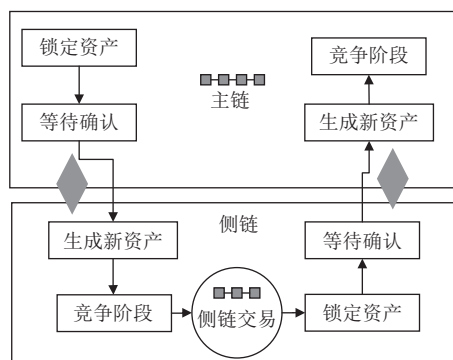 锁定资产
竞争阶段
主链
等待确认
生成新资产
侧链
生成新资产
等待确认
竞争阶段
侧链交易
锁定资产